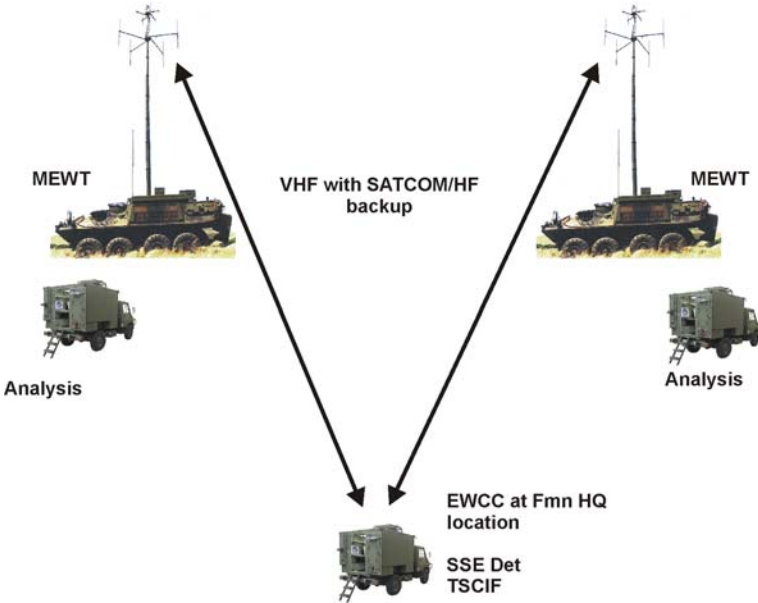 MEWT
MEWT
VHF with SATCOM/HF
backup
Analysis
Analysis
EWCC at Fmn HQ
location
SSE Det
TSCIF